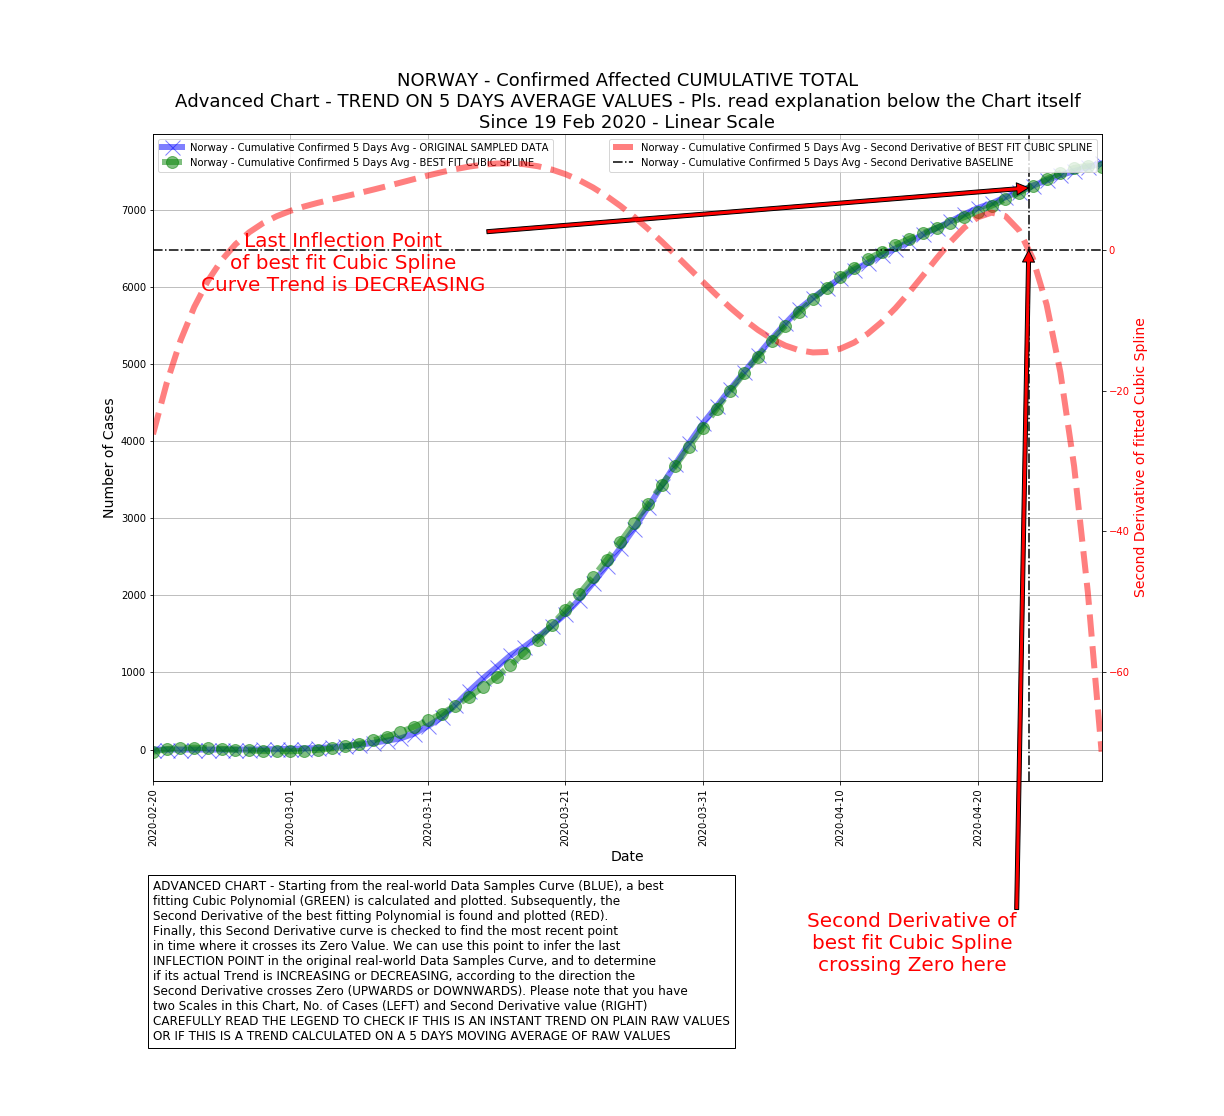 NORWAY - Confirmed Affected CUMULATIVE TOTAL
Advanced Chart - TREND ON 5 DAYS AVERAGE VALUES - Pls. read explanation below the Chart itself
Since 19 Feb 2020 - Linear Scale
Norway - Cumulative Confirmed 5 Days Avg - ORIGINAL SAMPLED DATA
Norway - Cumulative Confirmed 5 Days Avg - BEST FIT CUBIC SPLINE
Norway - Cumulative Confirmed 5 Days Avg - Second Derivative of BEST FIT CUBIC SPLINE
Norway - Cumulative Confirmed 5 Days Avg - Second Derivative BASELINE
Last Inflection Point
of best fit Cubic Spline
Curve Trend is DECREASING
Number of Cases
7000
6000
5000
4000
3000
2000
1000
0
0
−20
−40
−60
Second Derivative of fitted Cubic Spline
2020-02-20
2020-03-01
2020-03-11
2020-03-21
2020-03-31
2020-04-10
2020-04-20
Date
ADVANCED CHART - Starting from the real-world Data Samples Curve (BLUE), a best
fitting Cubic Polynomial (GREEN) is calculated and plotted. Subsequently, the
Second Derivative of the best fitting Polynomial is found and plotted (RED).
Finally, this Second Derivative curve is checked to find the most recent point
in time where it crosses its Zero Value. We can use this point to infer the last
INFLECTION POINT in the original real-world Data Samples Curve, and to determine
if its actual Trend is INCREASING or DECREASING, according to the direction the
Second Derivative crosses Zero (UPWARDS or DOWNWARDS). Please note that you have
two Scales in this Chart, No. of Cases (LEFT) and Second Derivative value (RIGHT)
CAREFULLY READ THE LEGEND TO CHECK IF THIS IS AN INSTANT TREND ON PLAIN RAW VALUES
OR IF THIS IS A TREND CALCULATED ON A 5 DAYS MOVING AVERAGE OF RAW VALUES
Second Derivative of
best fit Cubic Spline
crossing Zero here